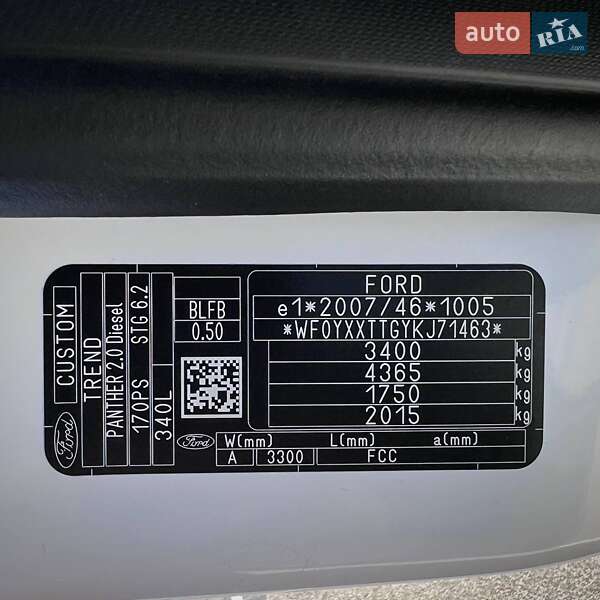 auto RIA
.com
CUSTOM
TREND
PANTHER 2.0 Diesel
170PS STG 6.2
340L
BLFB
0.50
FORD
e1*2007/46*1005
*WF0YXXTTGYKJ71463*
3400 kg
4365 kg
1750 kg
2015 kg
Ford
Ford
W(mm) L(mm) a(mm)
A 3300 FCC